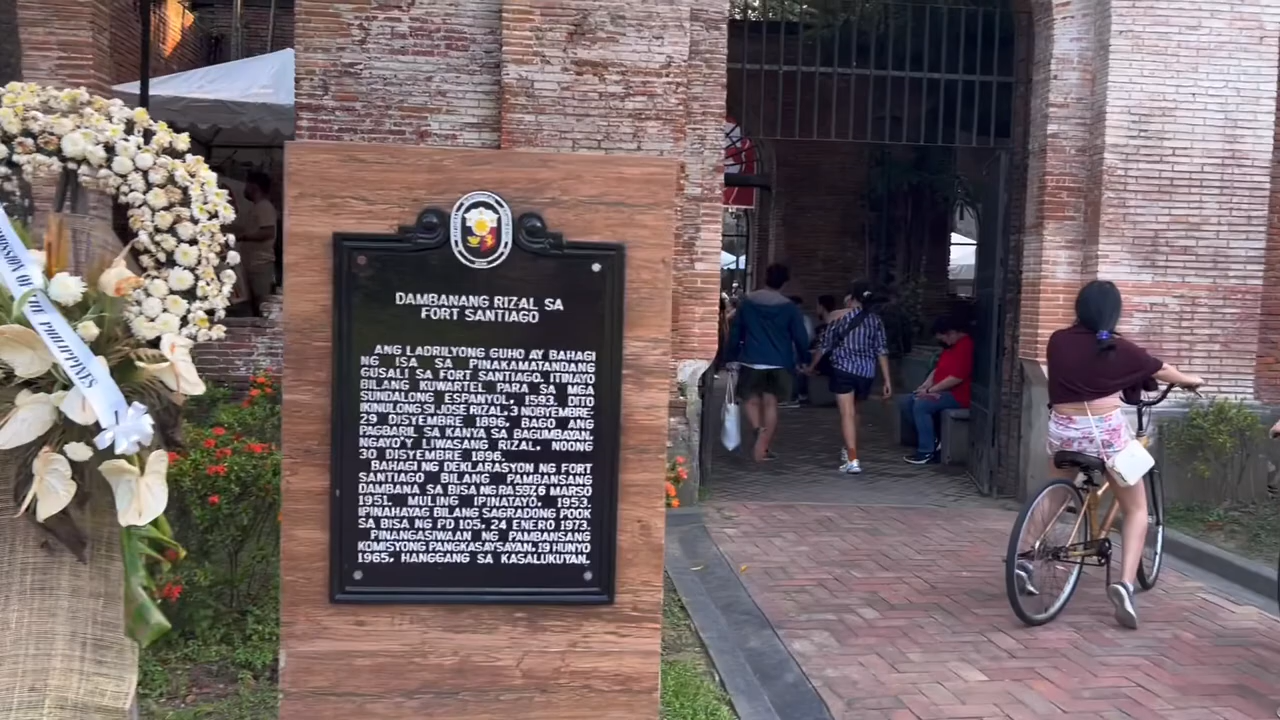 MISSION OF THE PHILIPPINES
DAMBANANG RIZAL SA
FORT SANTIAGO
ANG LADRILYONG GUHO AY BAHAGI
NG ISA SA PINAKAMATANDANG
GUSALI SA FORT SANTIAGO. ITINAYO
BILANG KUWARTEL PARA SA MGA
SUNDALONG ESPANYOL, 1593. DITO
IKINULONG SI JOSE RIZAL, 3 NOBYEMBRE-
29 DISYEMBRE 1896, BAGO ANG
PAGBARIL SA KANYA SA BAGUMBAYAN,
NGAYO'Y LIWASANG RIZAL, NOONG
30 DISYEMBRE 1896.
BAHAGI NG DEKLARASYON NG FORT
SANTIAGO BILANG PAMBANSANG
DAMBANA SA BISA NG RA 597, 6 MARSO
1951. MULING IPINATAYO, 1953.
IPINAHAYAG BILANG SAGRADONG POOK
SA BISA NG PD 105, 24 ENERO 1973.
PINANGASIWAAN NG PAMBANSANG
KOMISYONG PANGKASAYSAYAN, 19 HUNYO
1965, HANGGANG SA KASALUKUYAN.